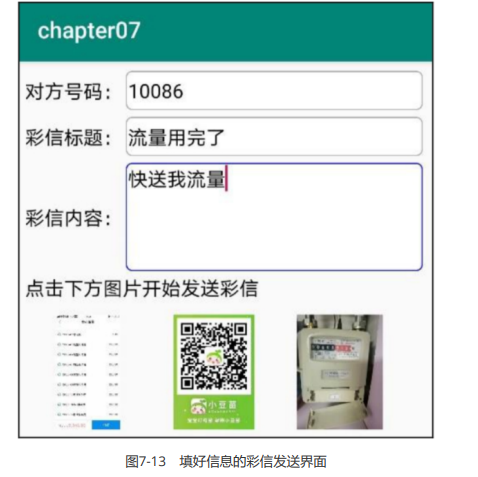 chapter07
对方号码：10086
彩信标题：流量用完了
快送我流量
彩信内容：
点击下方图片开始发送彩信
小豆苗
图7-13 填好信息的彩信发送界面